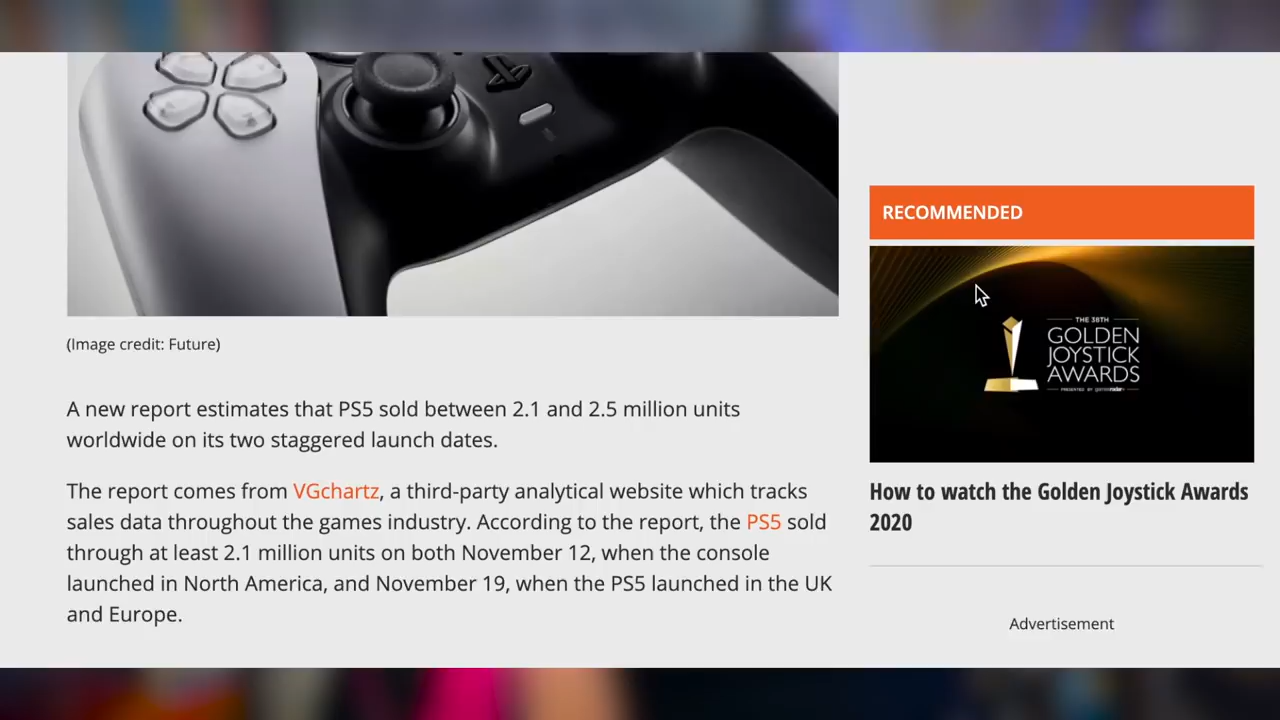 (Image credit: Future)
A new report estimates that PS5 sold between 2.1 and 2.5 million units
worldwide on its two staggered launch dates.
The report comes from VGchartz, a third-party analytical website which tracks
sales data throughout the games industry. According to the report, the PS5 sold
through at least 2.1 million units on both November 12, when the console
launched in North America, and November 19, when the PS5 launched in the UK
and Europe.
RECOMMENDED
THE 38TH
GOLDEN
JOYSTICK
AWARDS
PRESENTED BY gamesradar+
How to watch the Golden Joystick Awards
2020
Advertisement